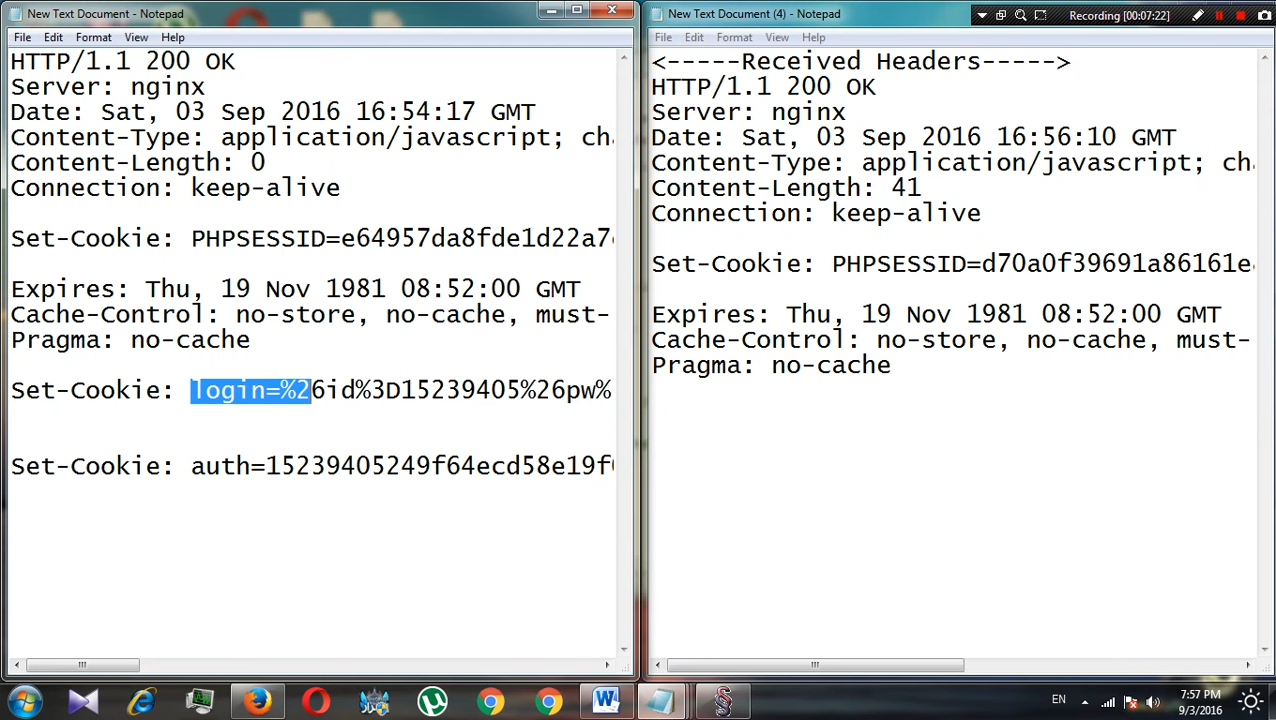 New Text Document - Notepad
File Edit Format View Help
HTTP/1.1 200 OK
Server: nginx
Date: Sat, 03 Sep 2016 16:54:17 GMT
Content-Type: application/javascript; cha
Content-Length: 0
Connection: keep-alive
Set-Cookie: PHPSESSID=e64957da8fde1d22a7
Expires: Thu, 19 Nov 1981 08:52:00 GMT
Cache-Control: no-store, no-cache, must-
Pragma: no-cache
Set-Cookie: login=%26id%3D15239405%26pw%
Set-Cookie: auth=15239405249f64ecd58e19f
New Text Document (4) - Notepad
Recording [00:07:22]
File Edit Format View Help
<-----Received Headers----->
HTTP/1.1 200 OK
Server: nginx
Date: Sat, 03 Sep 2016 16:56:10 GMT
Content-Type: application/javascript; ch
Content-Length: 41
Connection: keep-alive
Set-Cookie: PHPSESSID=d70a0f39691a86161e
Expires: Thu, 19 Nov 1981 08:52:00 GMT
Cache-Control: no-store, no-cache, must-
Pragma: no-cache
EN
7:57 PM
9/3/2016